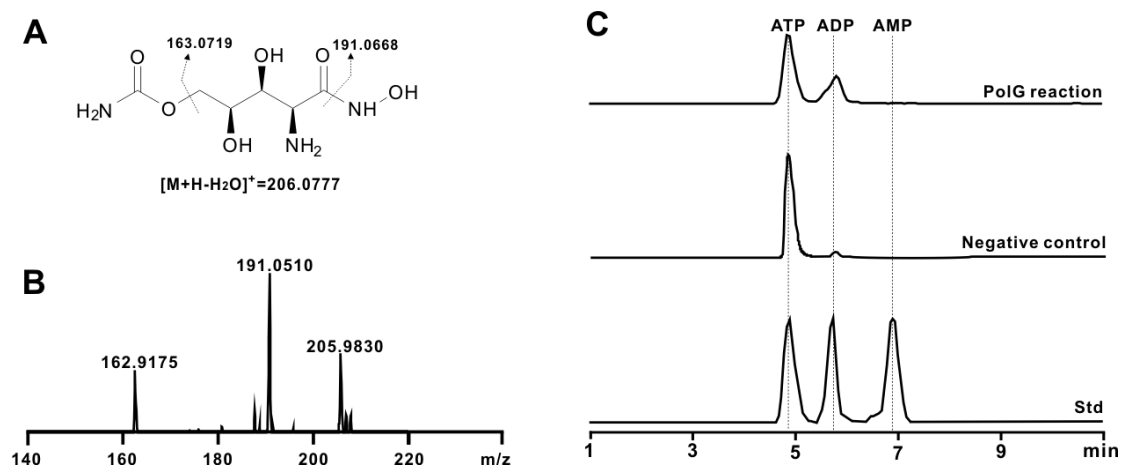 A
163.0719
191.0668
O
OH
O
H2N
O
NH
OH
OH
NH2
[M+H-H2O]+=206.0777
B
191.0510
205.9830
162.9175
140
160
180
200
220
m/z
C
ATP
ADP
AMP
PolG reaction
Negative control
Std
1
3
5
7
9
min